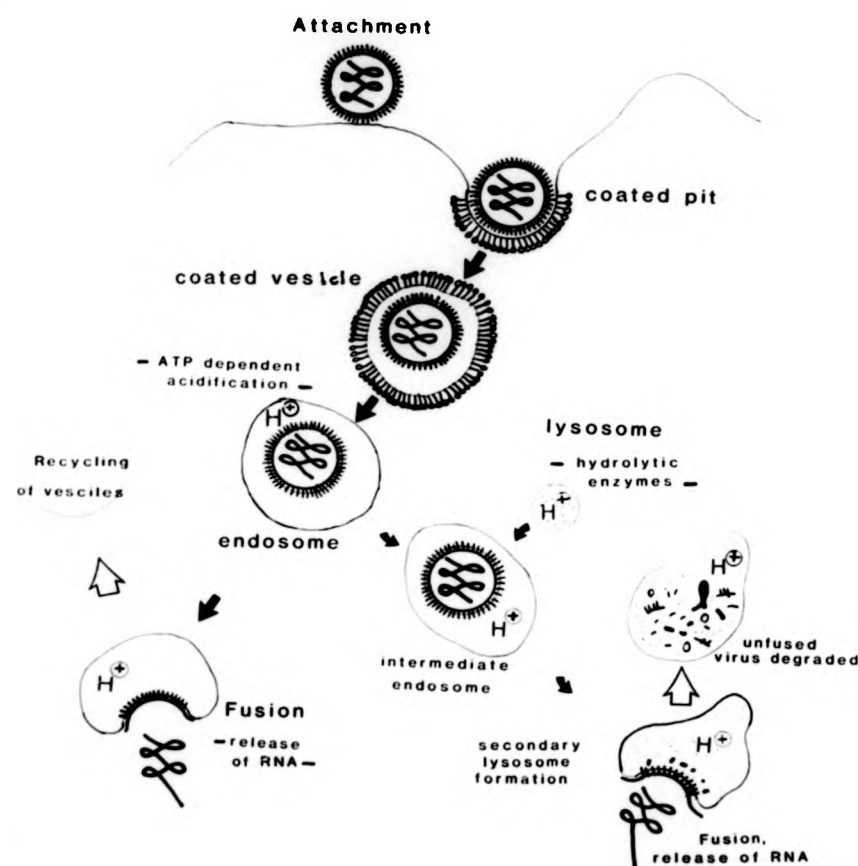 Attachment
coated pit
coated vesicle
– ATP dependent
acidification –
H+
lysosome
– hydrolytic
enzymes –
H+
Recycling
of vesciles
endosome
H+
intermediate
endosome
H+
unfused
virus degraded
H+
Fusion
– release
of RNA –
secondary
lysosome
formation
H+
Fusion,
release of RNA